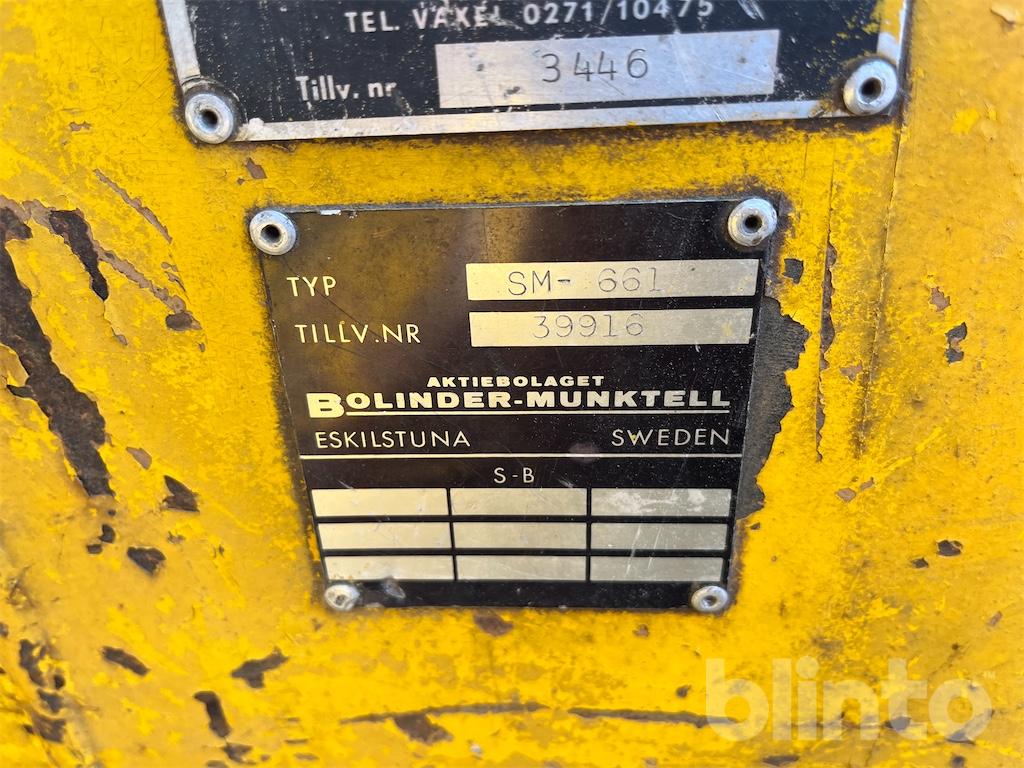 TEL. VÄXEL 0271/10475
Tillv. nr 3446
TYP SM- 661
TILLV.NR 39916
AKTIEBOLAGET
BOLINDER-MUNKTELL
ESKILSTUNA SWEDEN
S-B
blinto